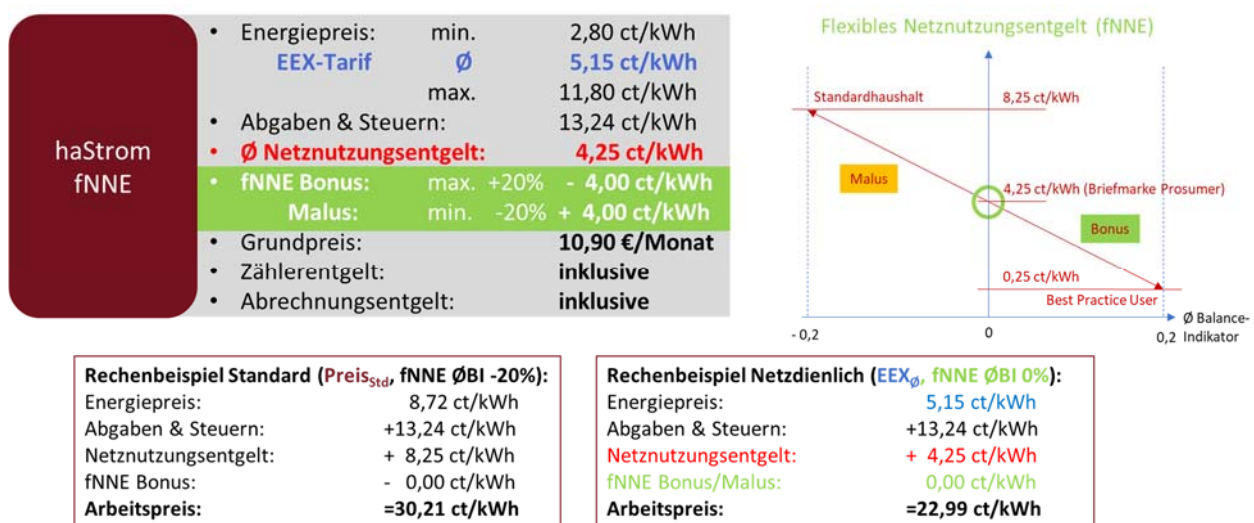 haStrom
fNNE
• Energiepreis: min. 2,80 ct/kWh
EEX-Tarif Ø 5,15 ct/kWh
max. 11,80 ct/kWh
• Abgaben & Steuern: 13,24 ct/kWh
• Ø Netznutzungsentgelt: 4,25 ct/kWh
• fNNE Bonus: max. +20% - 4,00 ct/kWh
Malus: min. -20% + 4,00 ct/kWh
• Grundpreis: 10,90 €/Monat
• Zählerentgelt: inklusive
• Abrechnungsentgelt: inklusive
Flexibles Netznutzungsentgelt (fNNE)
Standardhaushalt 8,25 ct/kWh
Malus
4,25 ct/kWh (Briefmarke Prosumer)
Bonus
0,25 ct/kWh
Best Practice User
- 0,2 0 0,2
Ø Balance-
Indikator
Rechenbeispiel Standard (PreisStd, fNNE ØBI -20%):
Energiepreis: 8,72 ct/kWh
Abgaben & Steuern: +13,24 ct/kWh
Netznutzungsentgelt: + 8,25 ct/kWh
fNNE Bonus: - 0,00 ct/kWh
Arbeitspreis: =30,21 ct/kWh
Rechenbeispiel Netzdienlich (EEXØ, fNNE ØBI 0%):
Energiepreis: 5,15 ct/kWh
Abgaben & Steuern: +13,24 ct/kWh
Netznutzungsentgelt: + 4,25 ct/kWh
fNNE Bonus/Malus: 0,00 ct/kWh
Arbeitspreis: =22,99 ct/kWh